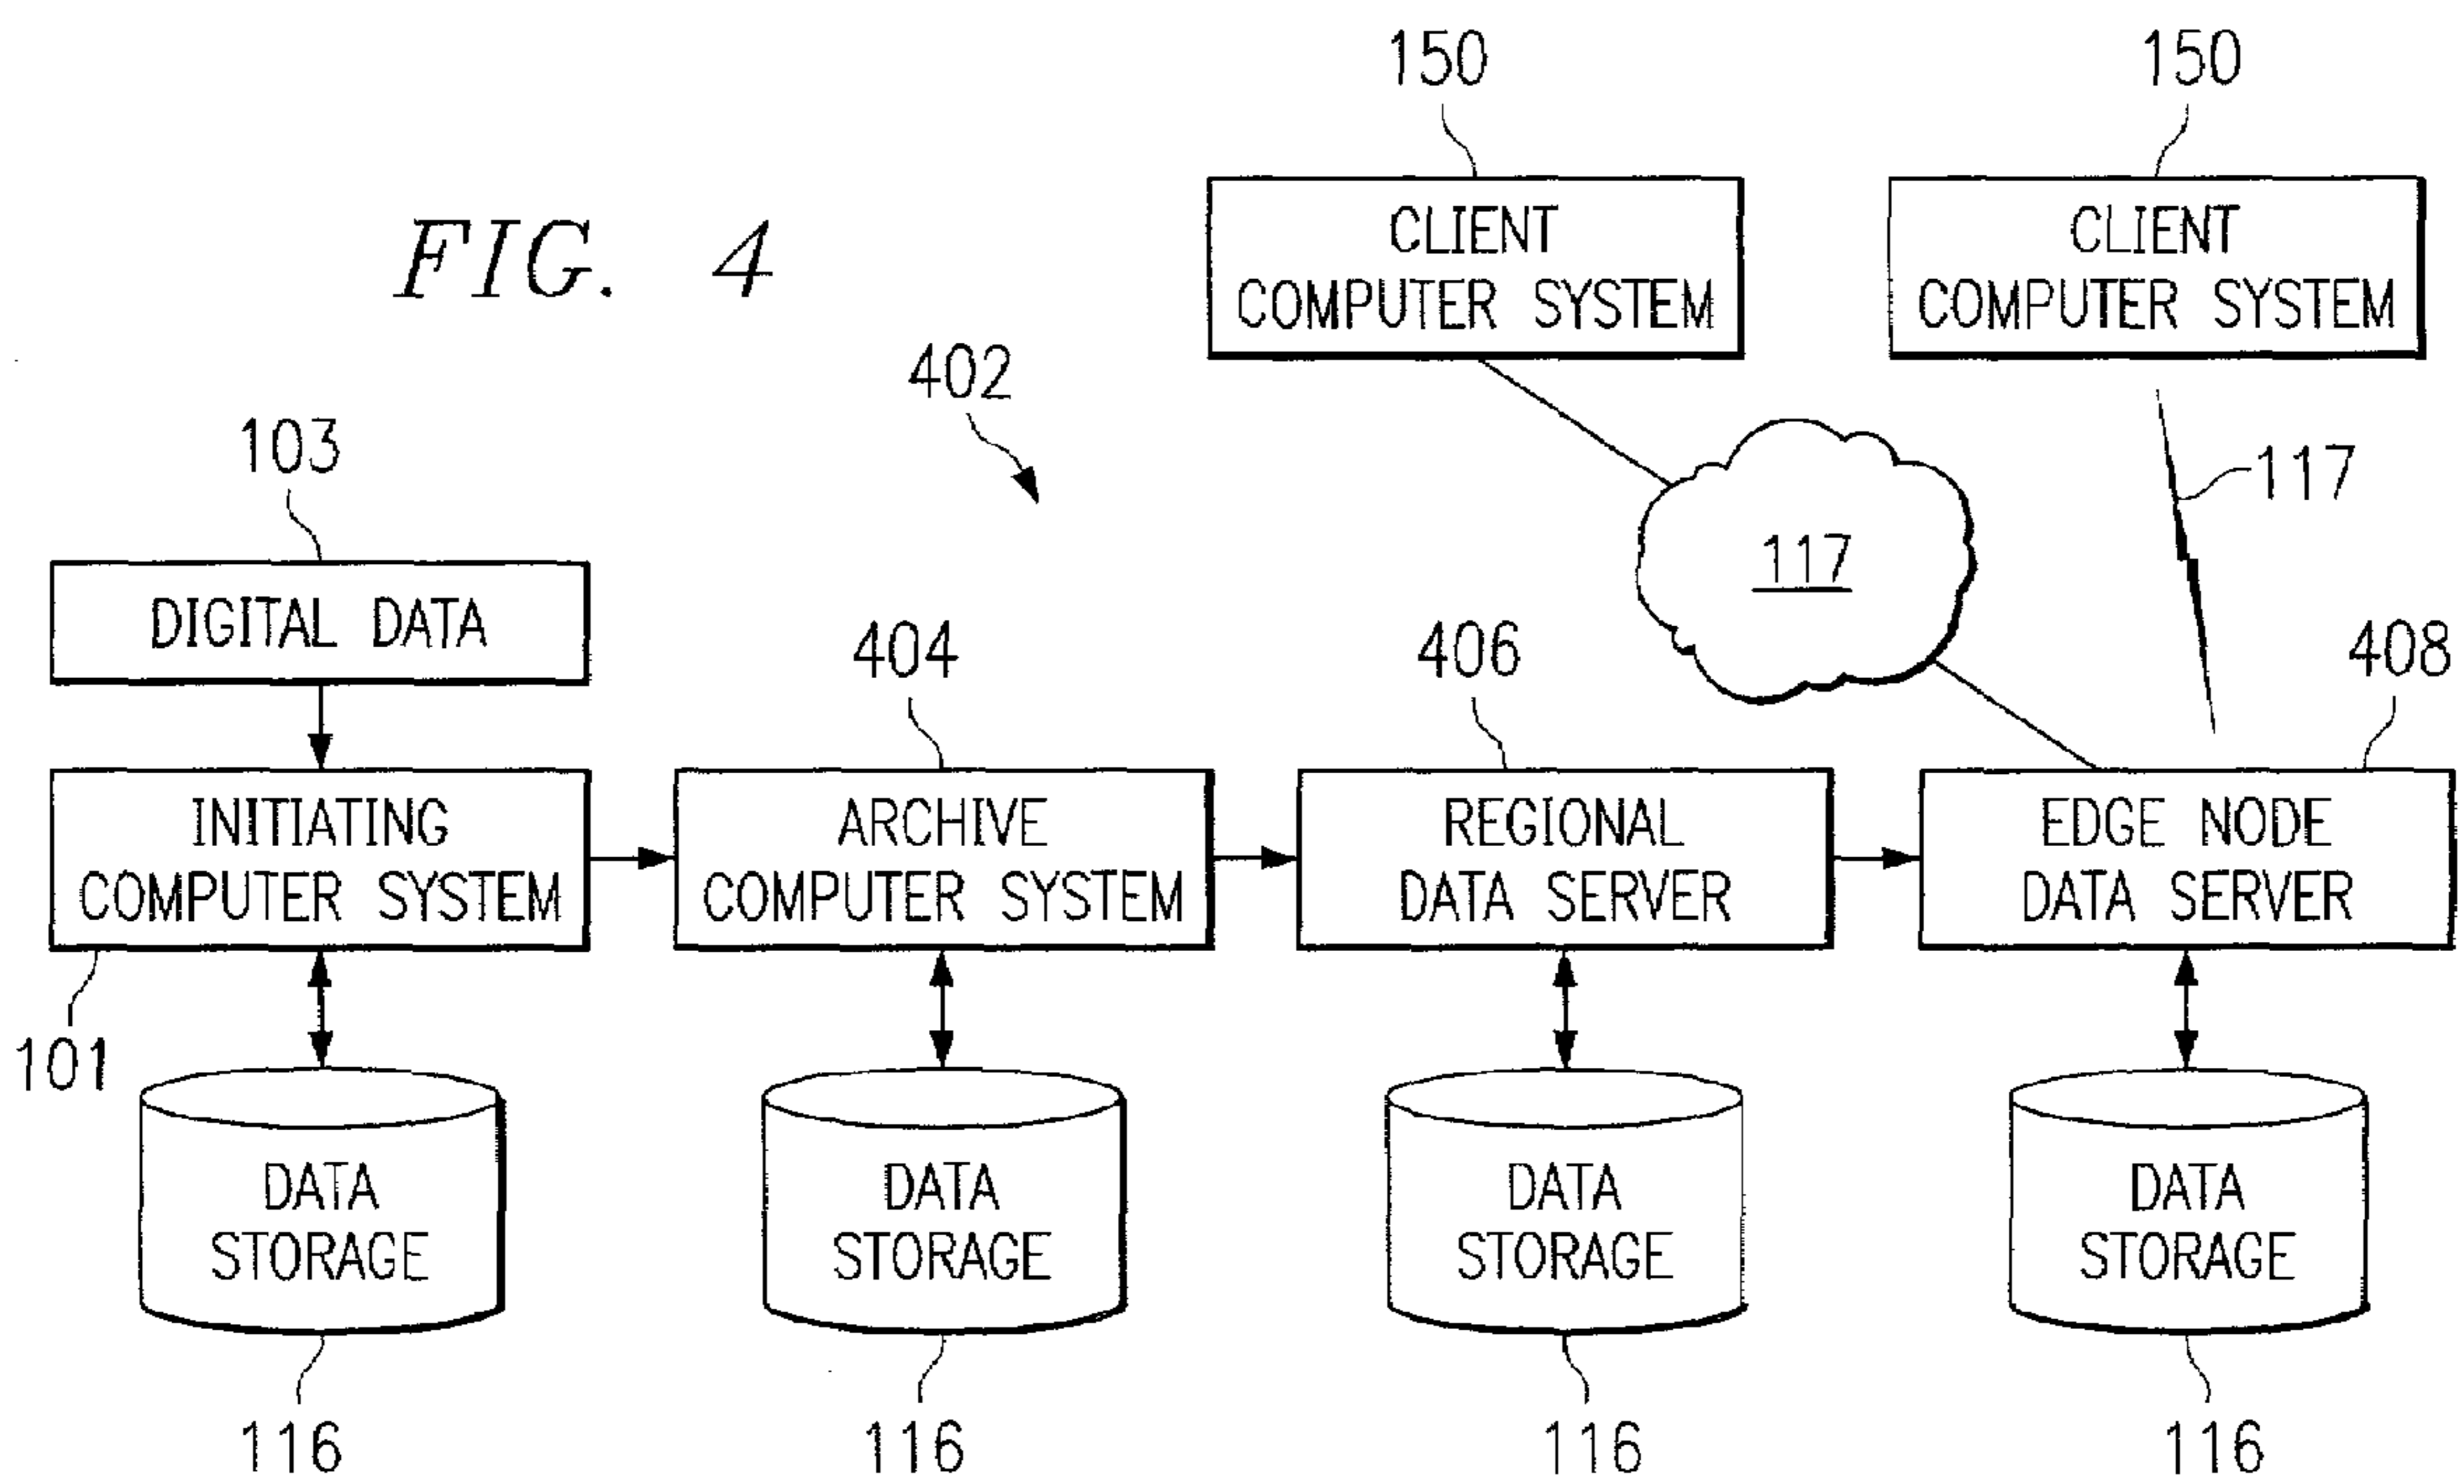 150
150
CLIENT
COMPUTER SYSTEM
CLIENT
COMPUTER SYSTEM
FIG. 4
402
103
117
117
DIGITAL DATA
404
406
408
INITIATING
COMPUTER SYSTEM
ARCHIVE
COMPUTER SYSTEM
REGIONAL
DATA SERVER
EDGE NODE
DATA SERVER
101
DATA
STORAGE
DATA
STORAGE
DATA
STORAGE
DATA
STORAGE
116
116
116
116